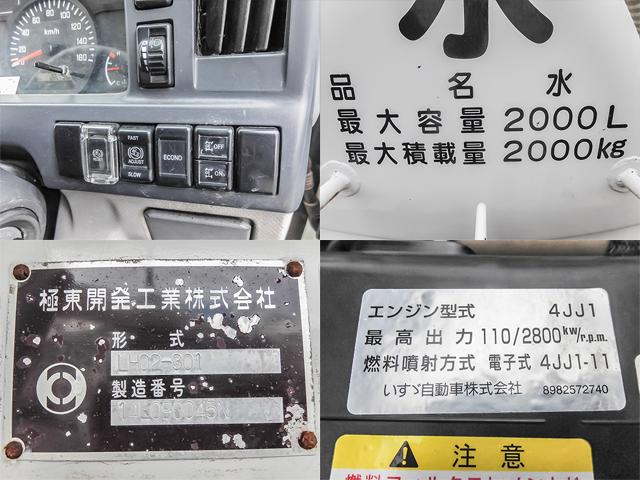 km/h
FAST
ADJUST
SLOW
ECONO
OFF
ON
水
品名 水
最大容量 2000L
最大積載量 2000kg
極東開発工業株式会社
形式
LH02-301
製造番号
エンジン型式 4JJ1
最高出力 110/2800kw/r.p.m.
燃料噴射方式 電子式 4JJ1-11
いすゞ自動車株式会社 8982572740
注意